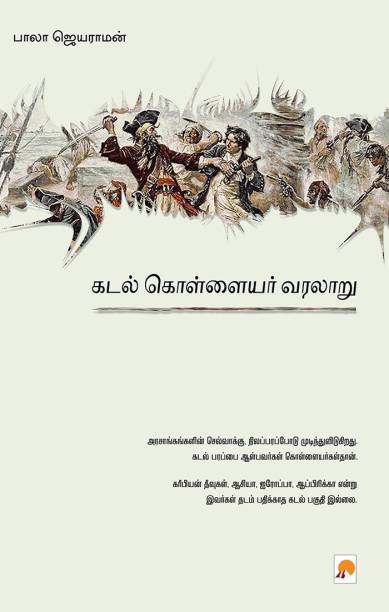 பாலா ஜெயராமன்
கடல் கொள்ளையர் வரலாறு
அரசாங்கங்களின் செல்வாக்கு, நிலப்பரப்போடு முடிந்துவிடுகிறது.
கடல் பரப்பை ஆள்பவர்கள் கொள்ளையர்கள்தான்.
கரிபியன் தீவுகள், ஆசியா, ஐரோப்பா, ஆப்பிரிக்கா என்று
இவர்கள் தடம் பதிக்காத கடல் பகுதி இல்லை.